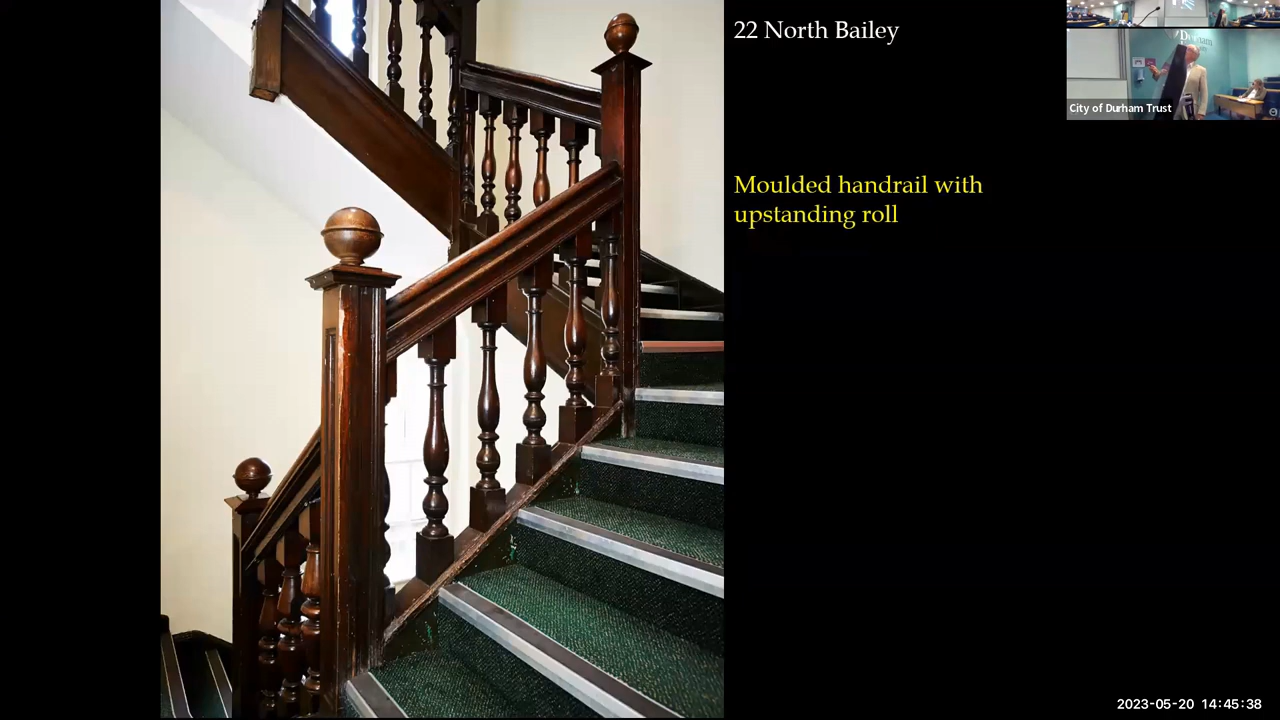 22 North Bailey
Moulded handrail with
upstanding roll
City of Durham Trust
2023-05-20 14:45:38